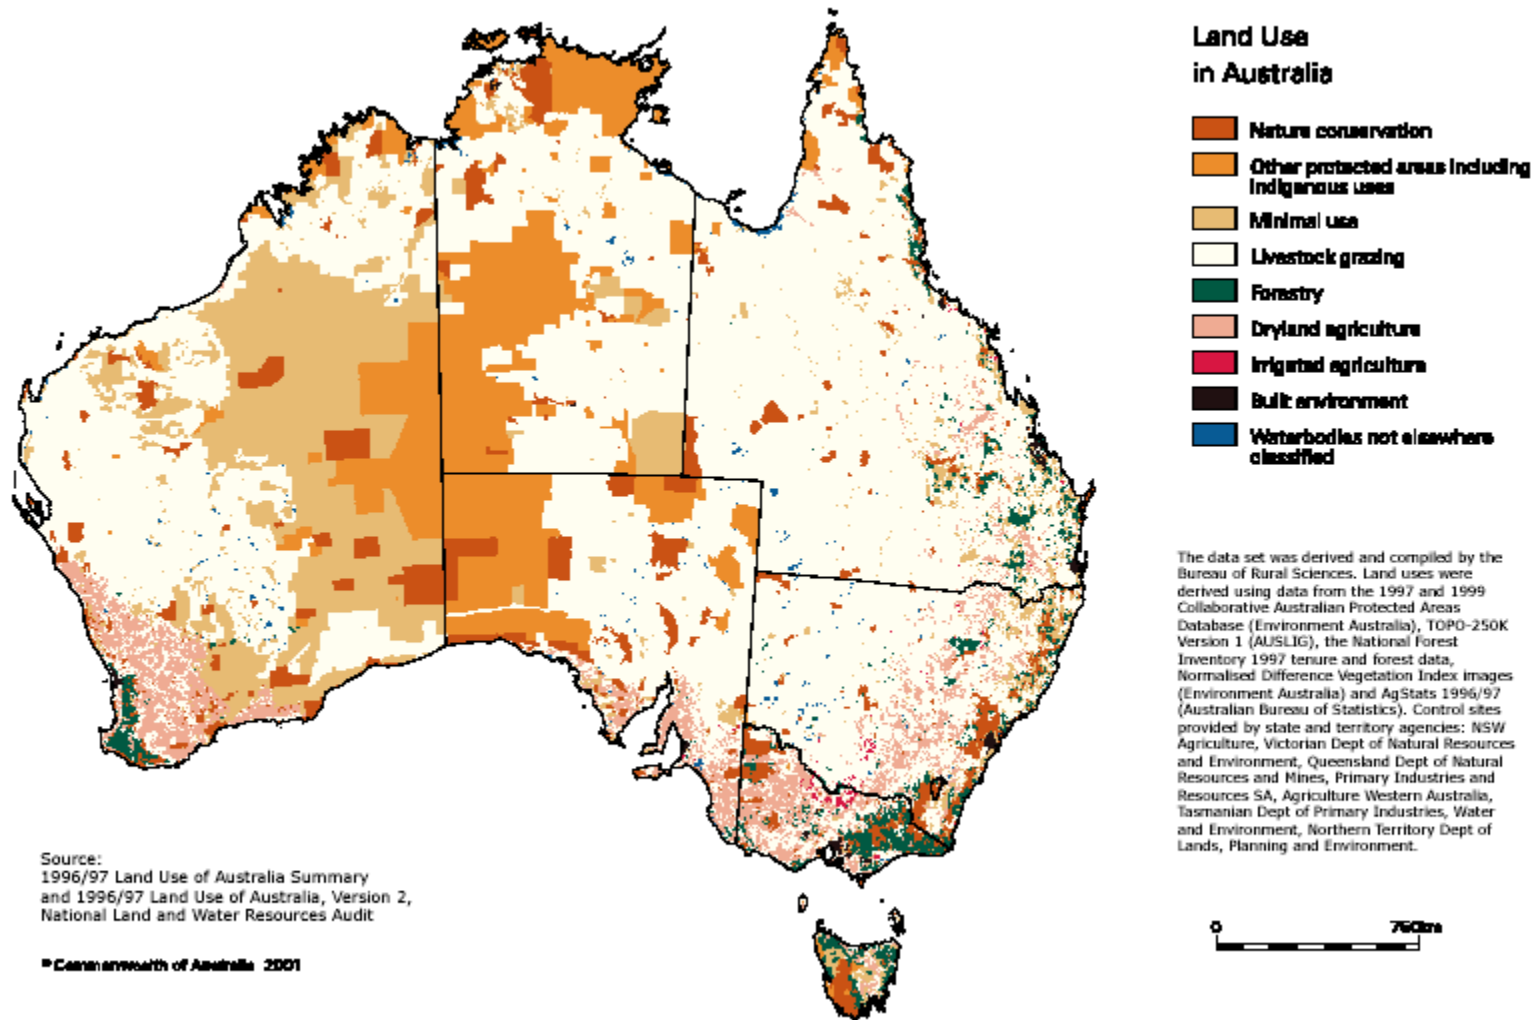 Land Use
in Australia
Nature conservation
Other protected areas including
indigenous uses
Minimal use
Livestock grazing
Forestry
Dryland agriculture
Irrigated agriculture
Built environment
Waterbodies not elsewhere
classified
The data set was derived and compiled by the
Bureau of Rural Sciences. Land uses were
derived using data from the 1997 and 1999
Collaborative Australian Protected Areas
Database (Environment Australia), TOPO-250K
Version 1 (AUSLIG), the National Forest
Inventory 1997 tenure and forest data,
Normalised Difference Vegetation Index images
(Environment Australia) and AgStats 1996/97
(Australian Bureau of Statistics). Control sites
provided by state and territory agencies: NSW
Agriculture, Victorian Dept of Natural Resources
and Environment, Queensland Dept of Natural
Resources and Mines, Primary Industries and
Resources SA, Agriculture Western Australia,
Tasmanian Dept of Primary Industries, Water
and Environment, Northern Territory Dept of
Lands, Planning and Environment.
Source:
1996/97 Land Use of Australia Summary
and 1996/97 Land Use of Australia, Version 2,
National Land and Water Resources Audit
© Commonwealth of Australia 2001
0 750km